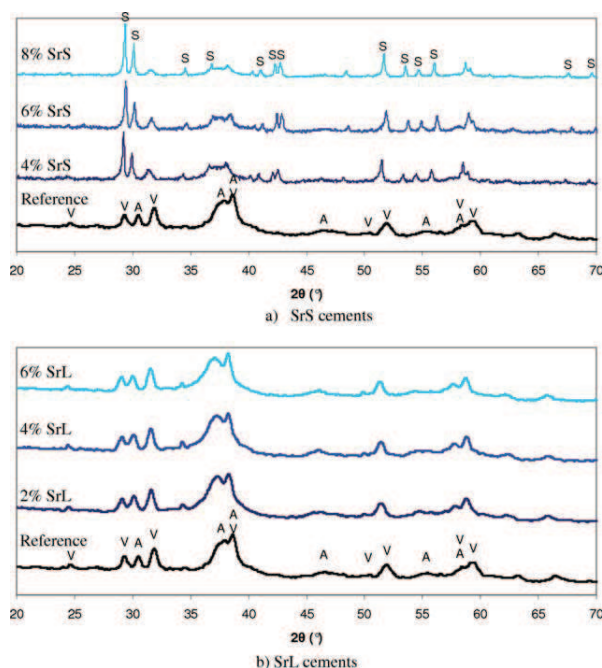 S
S S S S S S S S S S S S
8% SrS
6% SrS
4% SrS
Reference
A
V V A V A V A V V A V A V
20 25 30 35 40 45 50 55 60 65 70
2θ (°)
a) SrS cements
6% SrL
4% SrL
2% SrL
Reference
A
V V A V A V A V V A V A V
20 25 30 35 40 45 50 55 60 65 70
2θ (°)
b) SrL cements